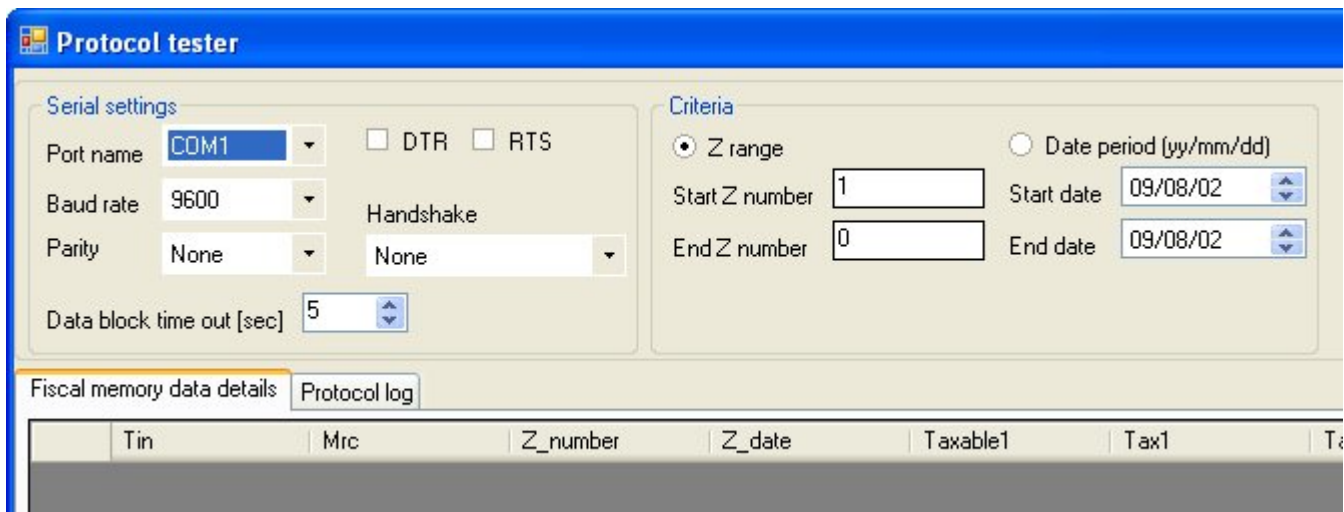 Protocol tester
Serial settings
Port name COM1 DTR RTS
Baud rate 9600
Handshake
Parity None None
Data block time out [sec] 5
Criteria
Z range Date period (yy/mm/dd)
Start Z number 1 Start date 09/08/02
End Z number 0 End date 09/08/02
Fiscal memory data details Protocol log
Tin Mrc Z_number Z_date Taxable1 Tax1